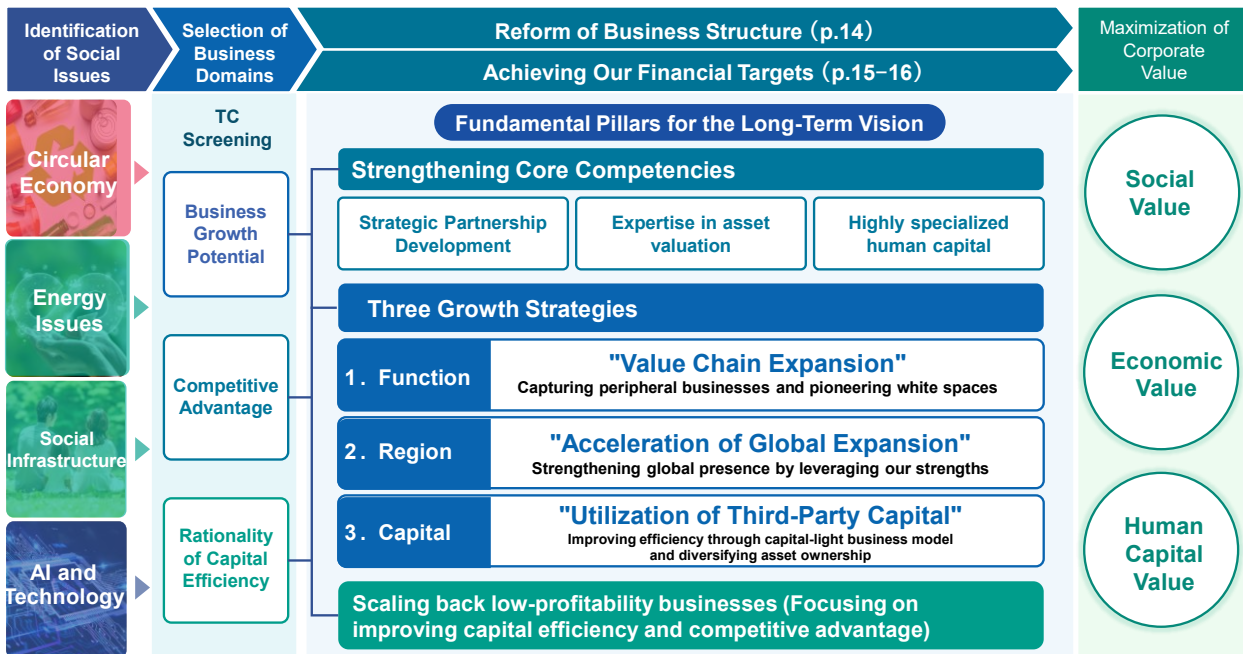 Identification
of Social
Issues
Selection of
Business
Domains
Reform of Business Structure (p.14)
Achieving Our Financial Targets (p.15-16)
Maximization of
Corporate
Value
Circular
Economy
Energy
Issues
Social
Infrastructure
AI and
Technology
TC
Screening
Business
Growth
Potential
Competitive
Advantage
Rationality
of Capital
Efficiency
Fundamental Pillars for the Long-Term Vision
Strengthening Core Competencies
Strategic Partnership
Development
Expertise in asset
valuation
Highly specialized
human capital
Three Growth Strategies
1. Function
"Value Chain Expansion"
Capturing peripheral businesses and pioneering white spaces
2. Region
"Acceleration of Global Expansion"
Strengthening global presence by leveraging our strengths
3. Capital
"Utilization of Third-Party Capital"
Improving efficiency through capital-light business model
and diversifying asset ownership
Scaling back low-profitability businesses (Focusing on
improving capital efficiency and competitive advantage)
Social
Value
Economic
Value
Human
Capital
Value